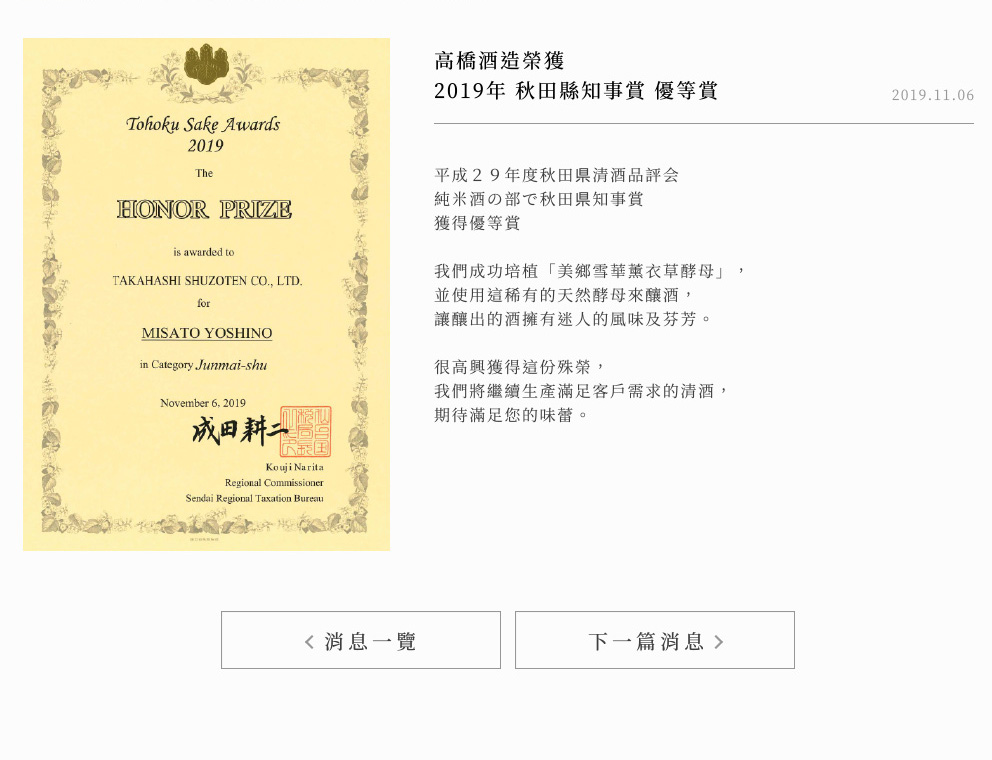 Tohoku Sake Awards
2019
The
HONOR PRIZE
is awarded to
TAKAHASHI SHUZOTEN CO., LTD.
for
MISATO YOSHINO
in Category Junmai-shu
November 6, 2019
成田耕二
Kouji Narita
Regional Commissioner
Sendai Regional Taxation Bureau
高橋酒造榮獲
2019年 秋田縣知事賞 優等賞
2019.11.06
平成２９年度秋田県清酒品評会
純米酒の部で秋田県知事賞
獲得優等賞
我們成功培植「美鄉雪華薰衣草酵母」，
並使用這稀有的天然酵母來釀酒，
讓釀出的酒擁有迷人的風味及芬芳。
很高興獲得這份殊榮，
我們將繼續生產滿足客戶需求的清酒，
期待滿足您的味蕾。
消息一覽
下一篇消息